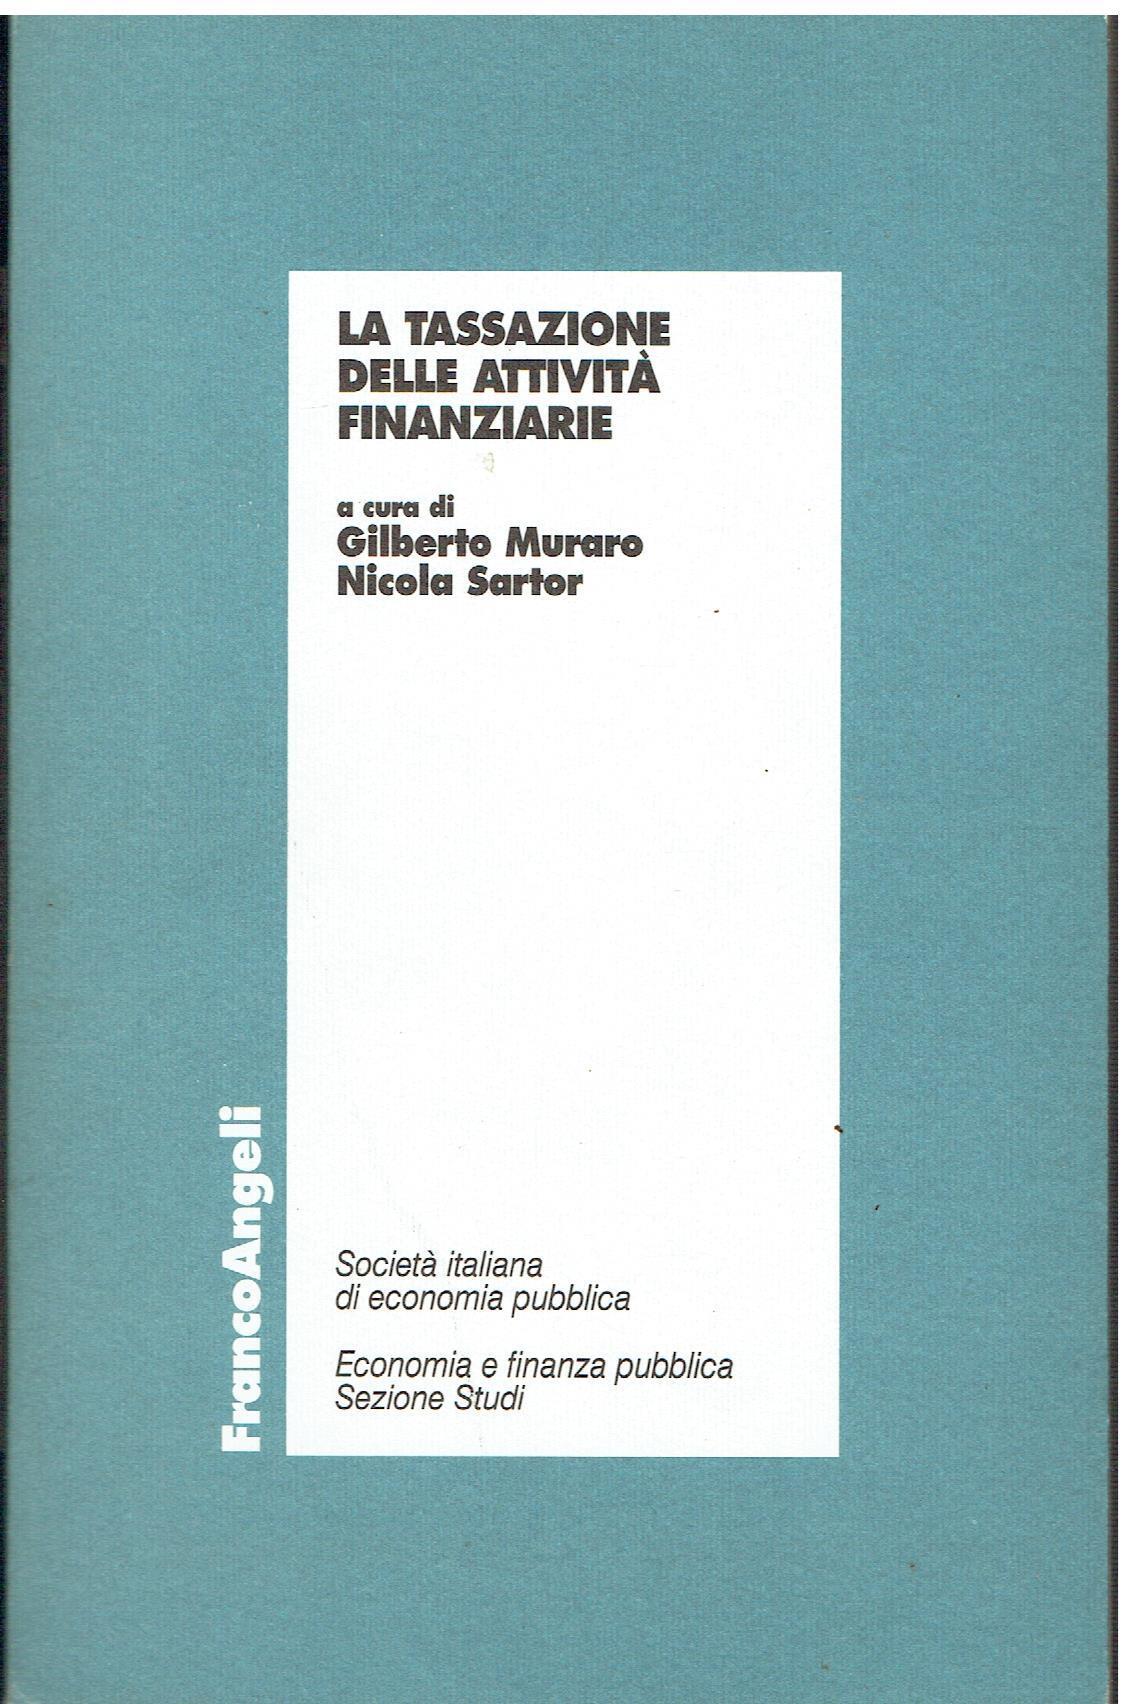 LA TASSAZIONE
DELLE ATTIVITÀ
FINANZIARIE
a cura di
Gilberto Muraro
Nicola Sartor
Società italiana
di economia pubblica
Economia e finanza pubblica
Sezione Studi
FrancoAngeli